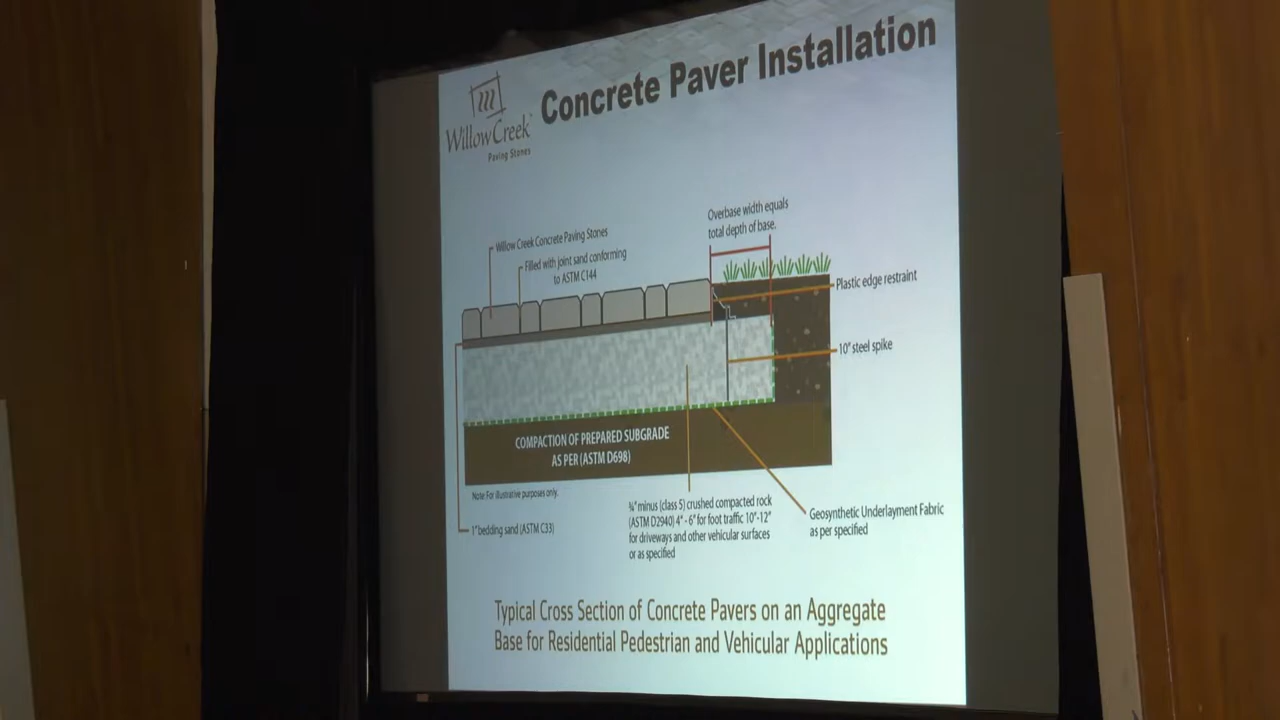 Concrete Paver Installation
WillowCreek
Paving Stones
Overbase width equals
total depth of base.
Willow Creek Concrete Paving Stones
Filled with joint sand conforming
to ASTM C144
Plastic edge restraint
10" steel spike
COMPACTION OF PREPARED SUBGRADE
AS PER (ASTM D698)
Note: For illustrative purposes only.
1" bedding sand (ASTM C33)
¾" minus (class 5) crushed compacted rock
(ASTM D2940) 4" - 6" for foot traffic 10"-12"
for driveways and other vehicular surfaces
or as specified
Geosynthetic Underlayment Fabric
as per specified
Typical Cross Section of Concrete Pavers on an Aggregate
Base for Residential Pedestrian and Vehicular Applications